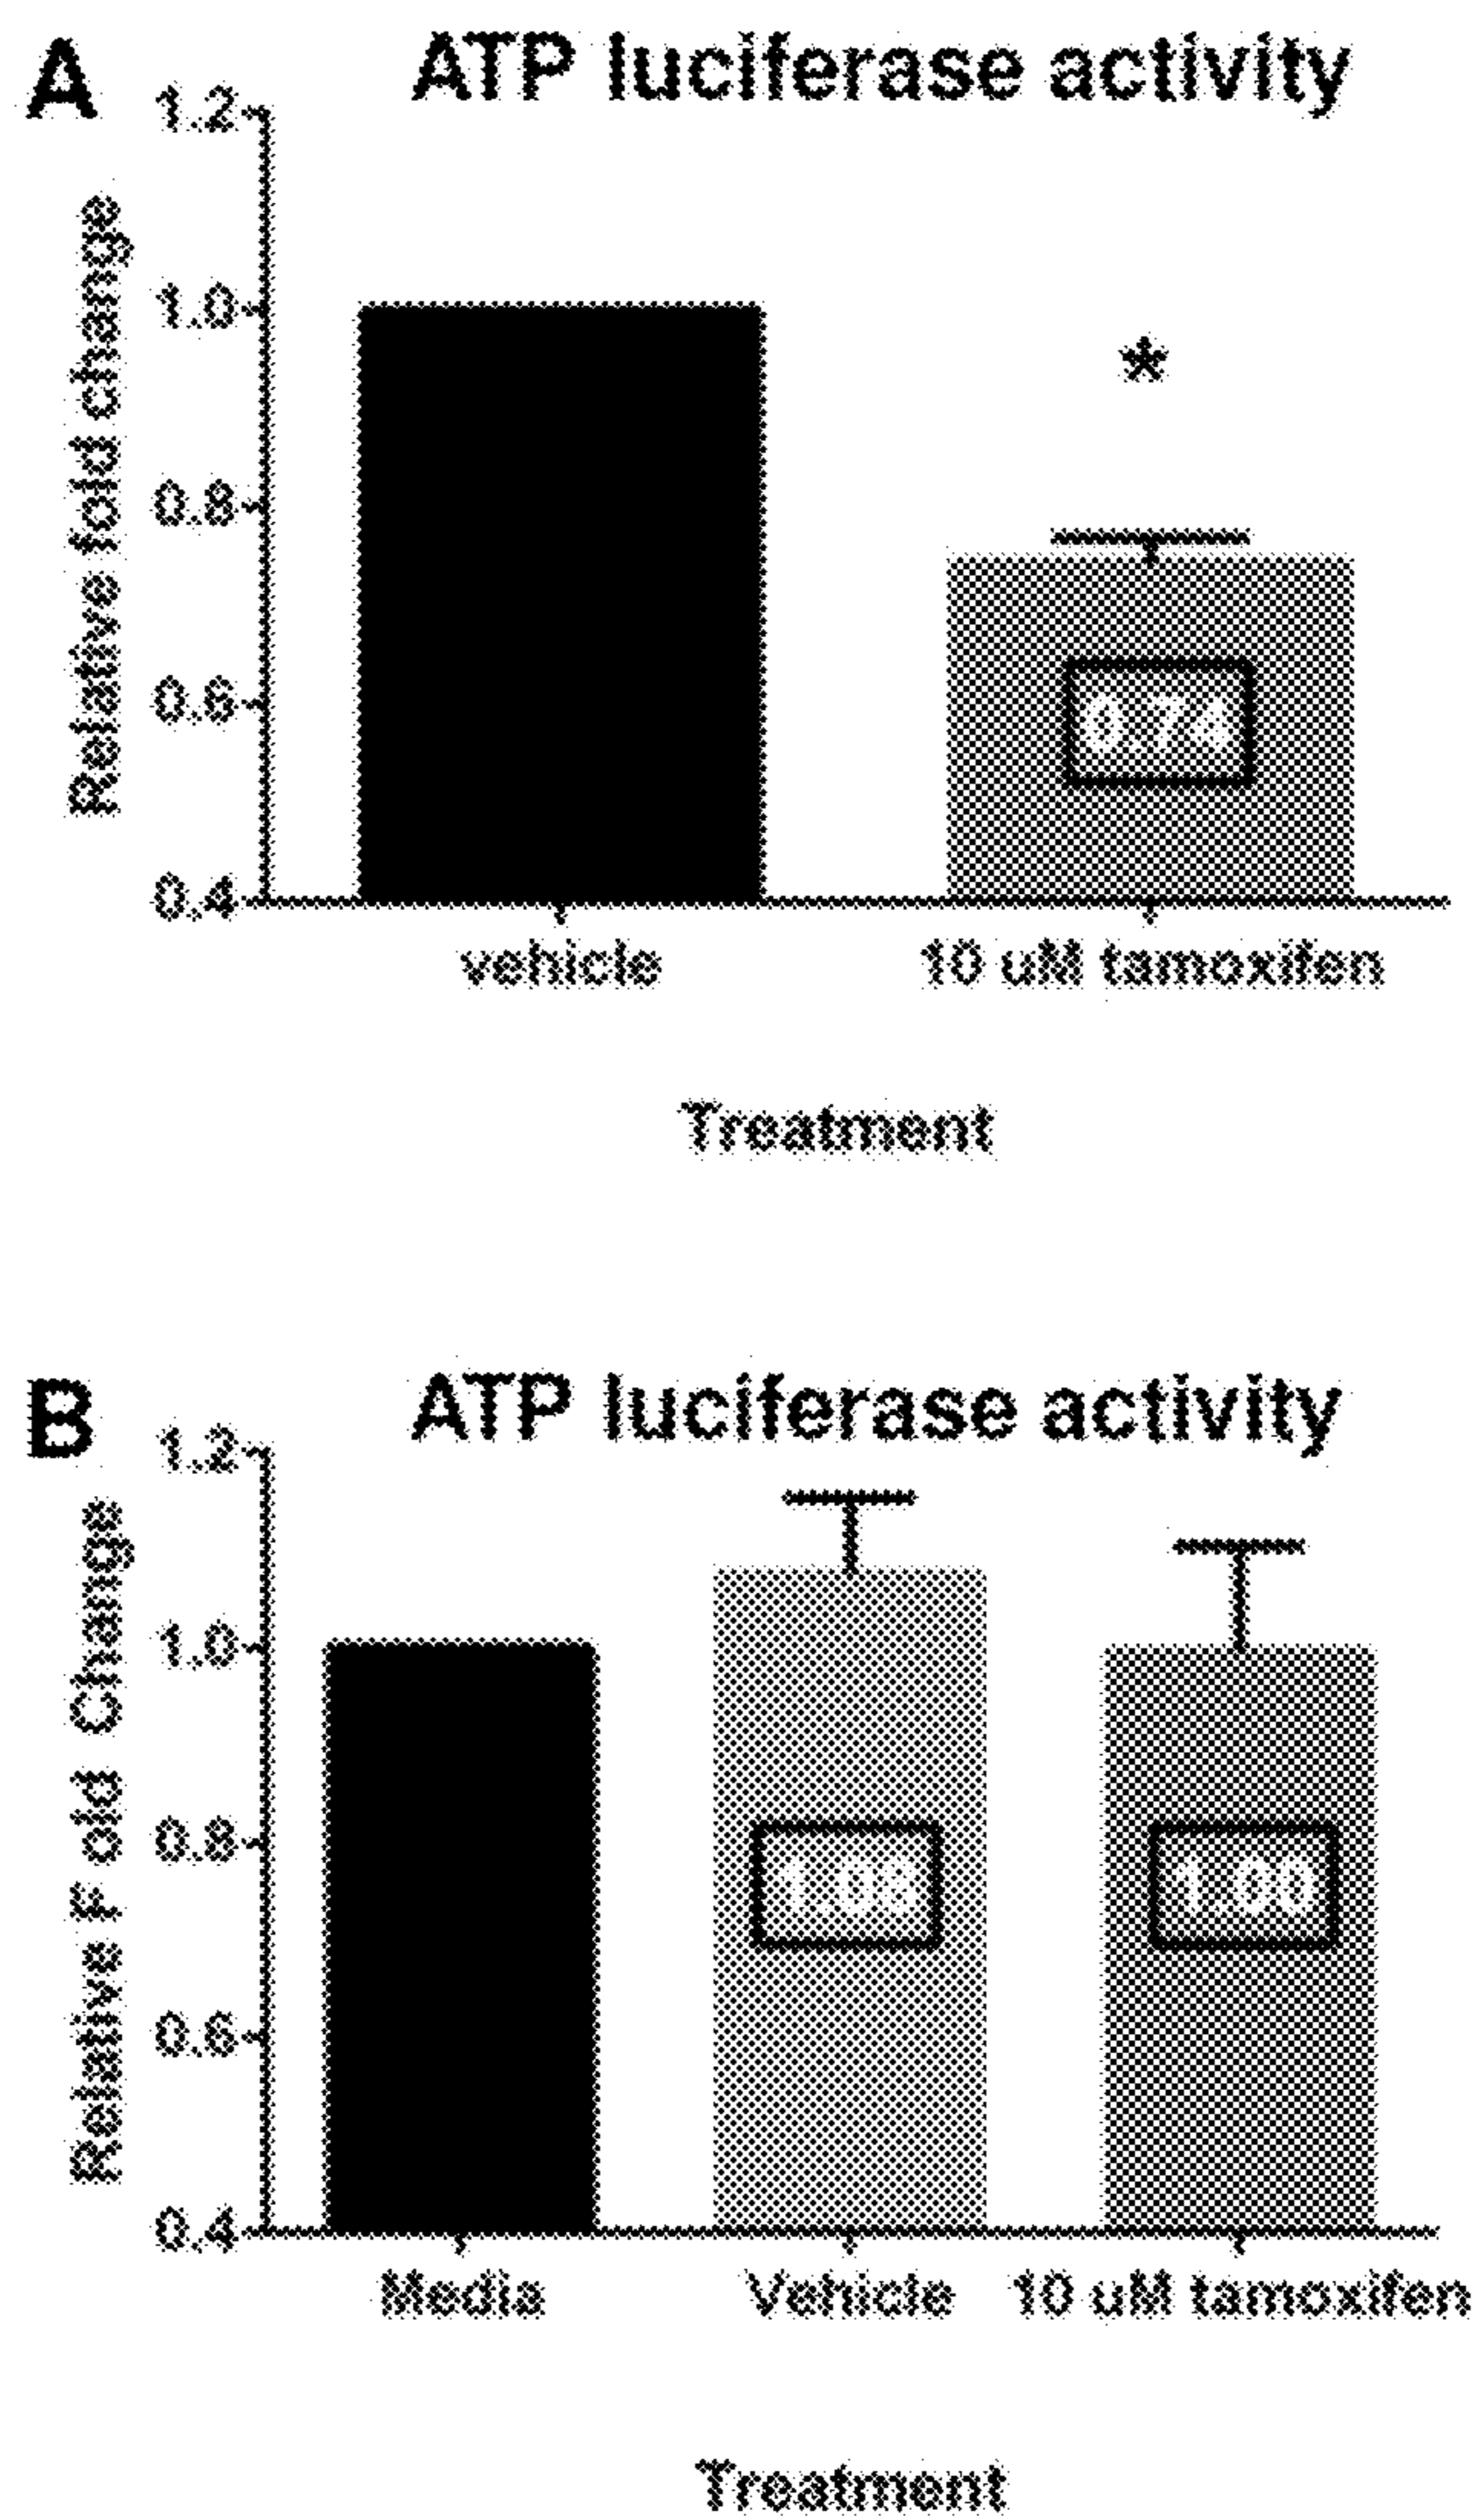 A
ATP luciferase activity
Relative fold change
1.2
1.0
0.8
0.6
0.4
*
0.74
vehicle
10 uM tamoxifen
Treatment
B
ATP luciferase activity
Relative F old Change
1.2
1.0
0.8
0.6
0.4
1.08
1.00
Media
Vehicle
10 uM tamoxifen
Treatment